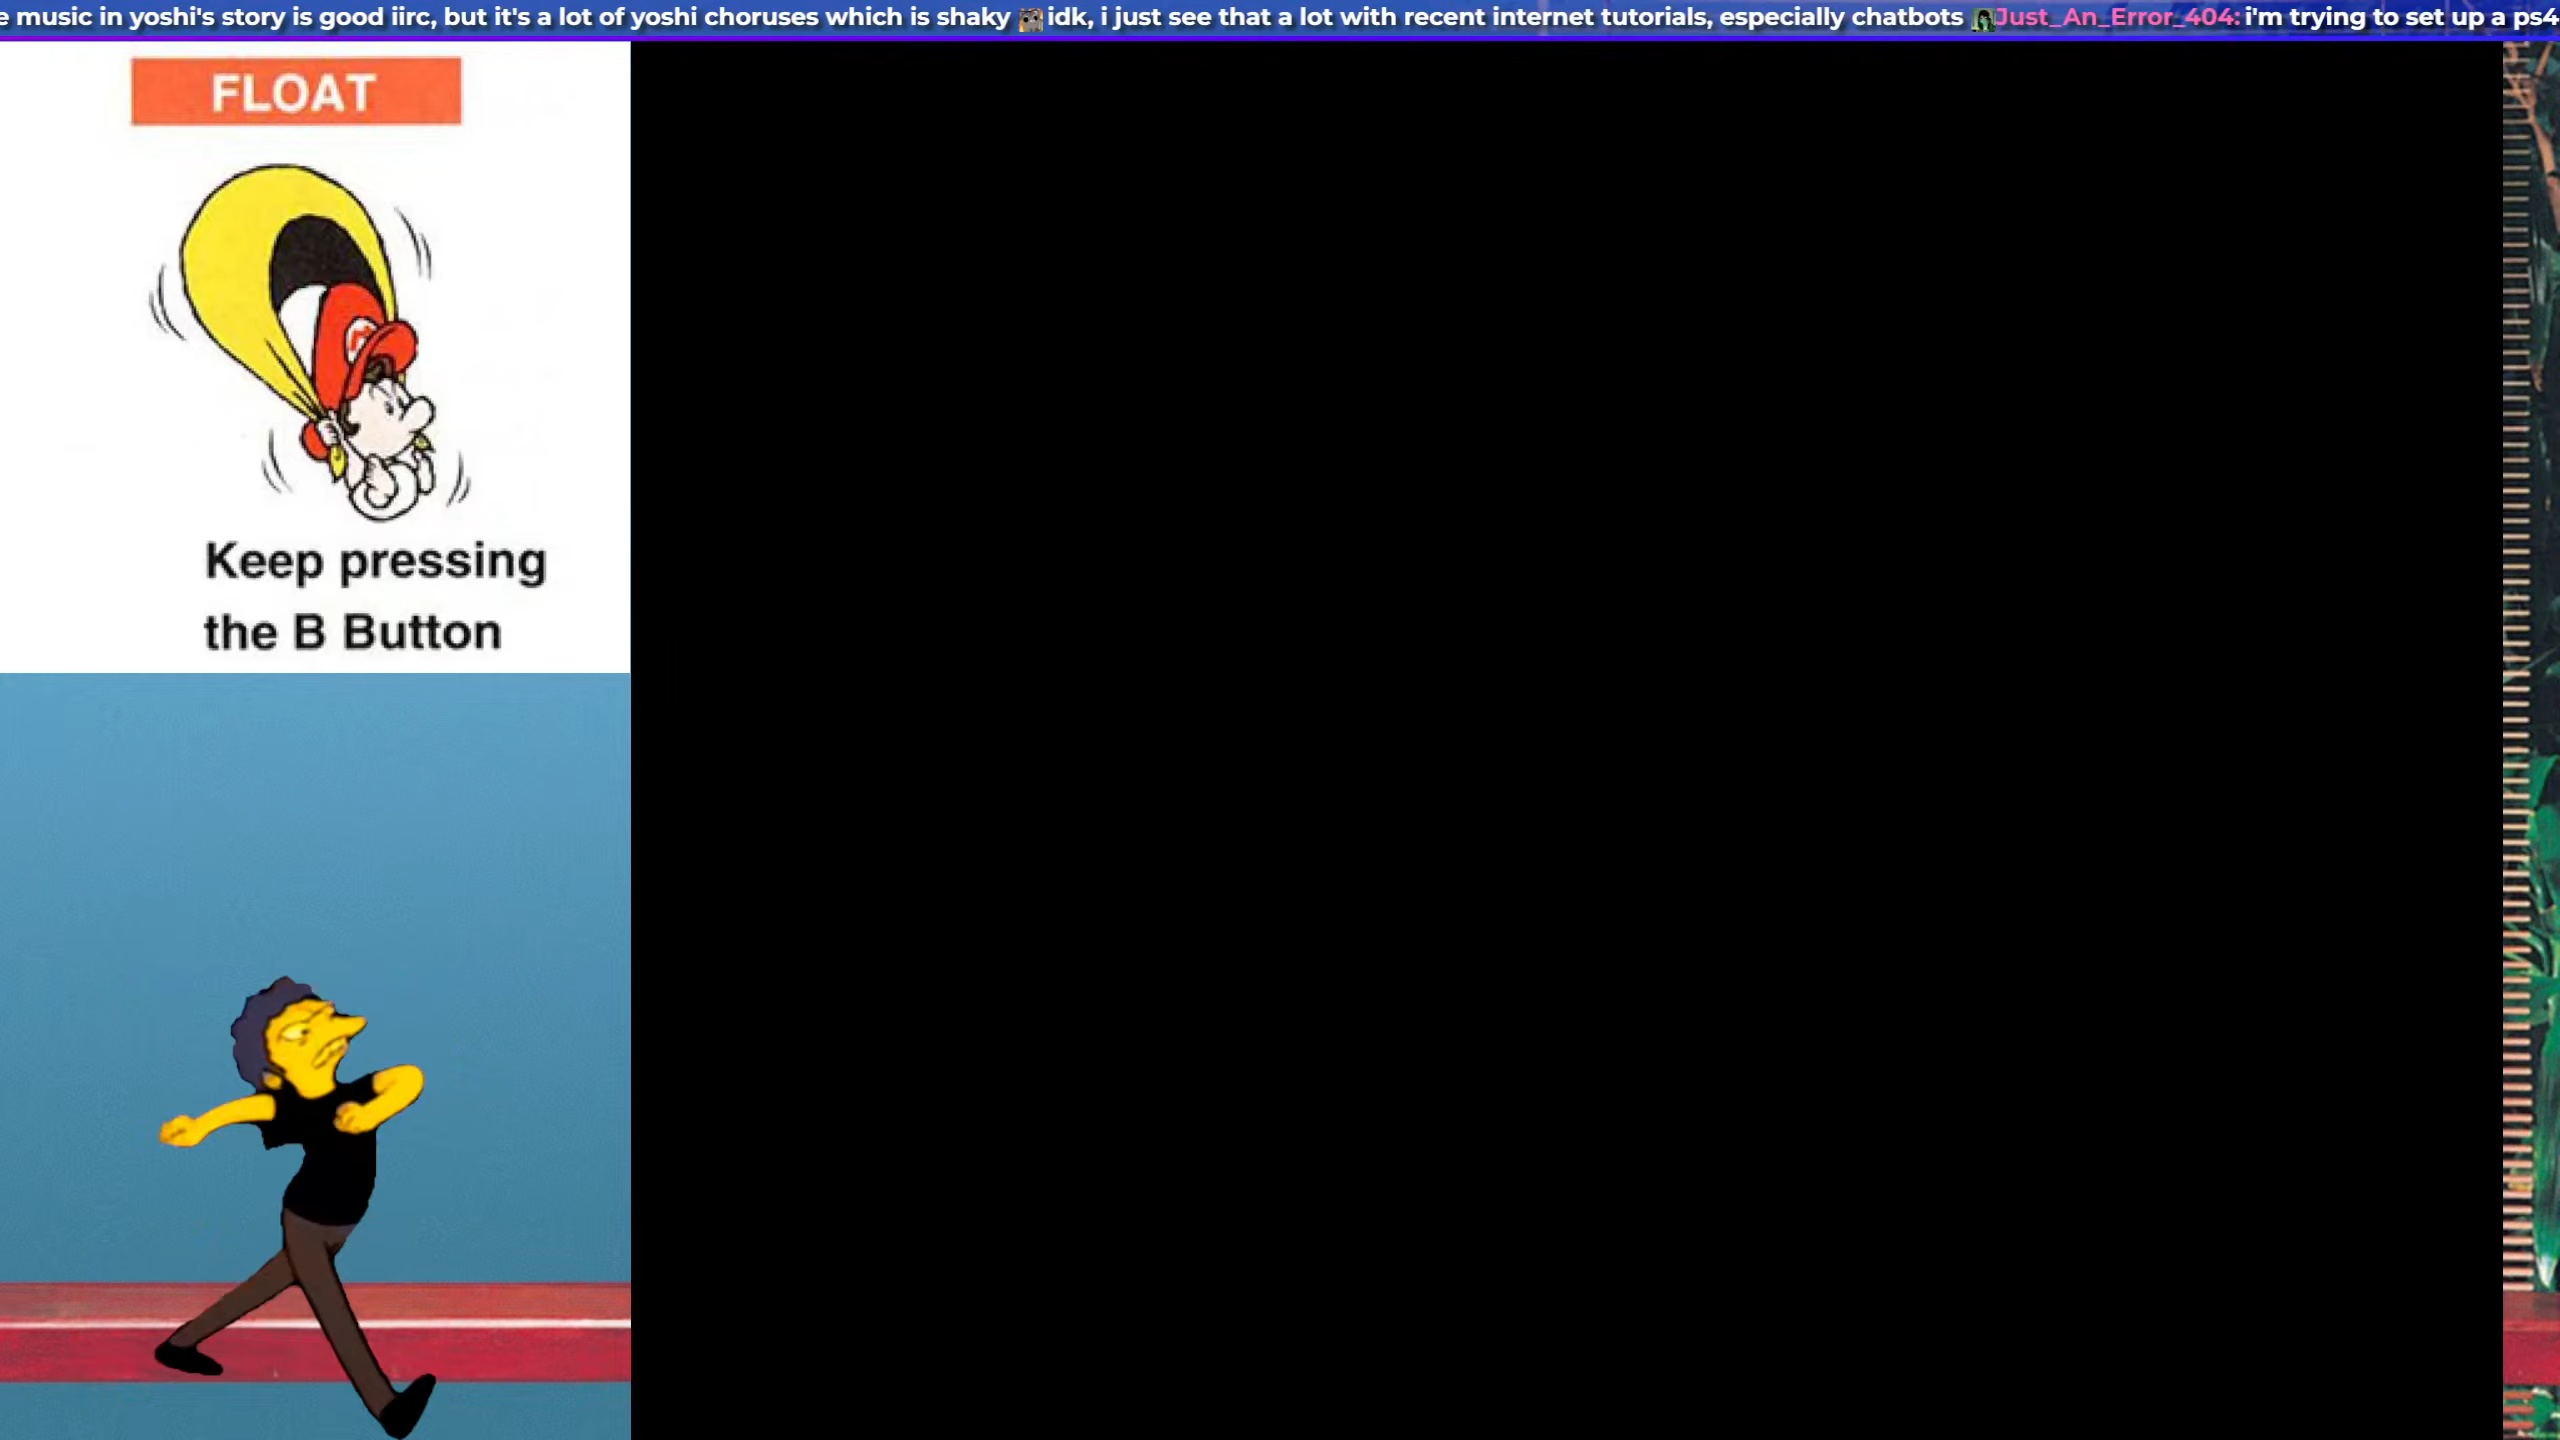 e music in yoshi's story is good iirc, but it's a lot of yoshi choruses which is shaky idk, i just see that a lot with recent internet tutorials, especially chatbots Just_An_Error_404: i'm trying to set up a ps4
FLOAT
M
Keep pressing
the B Button